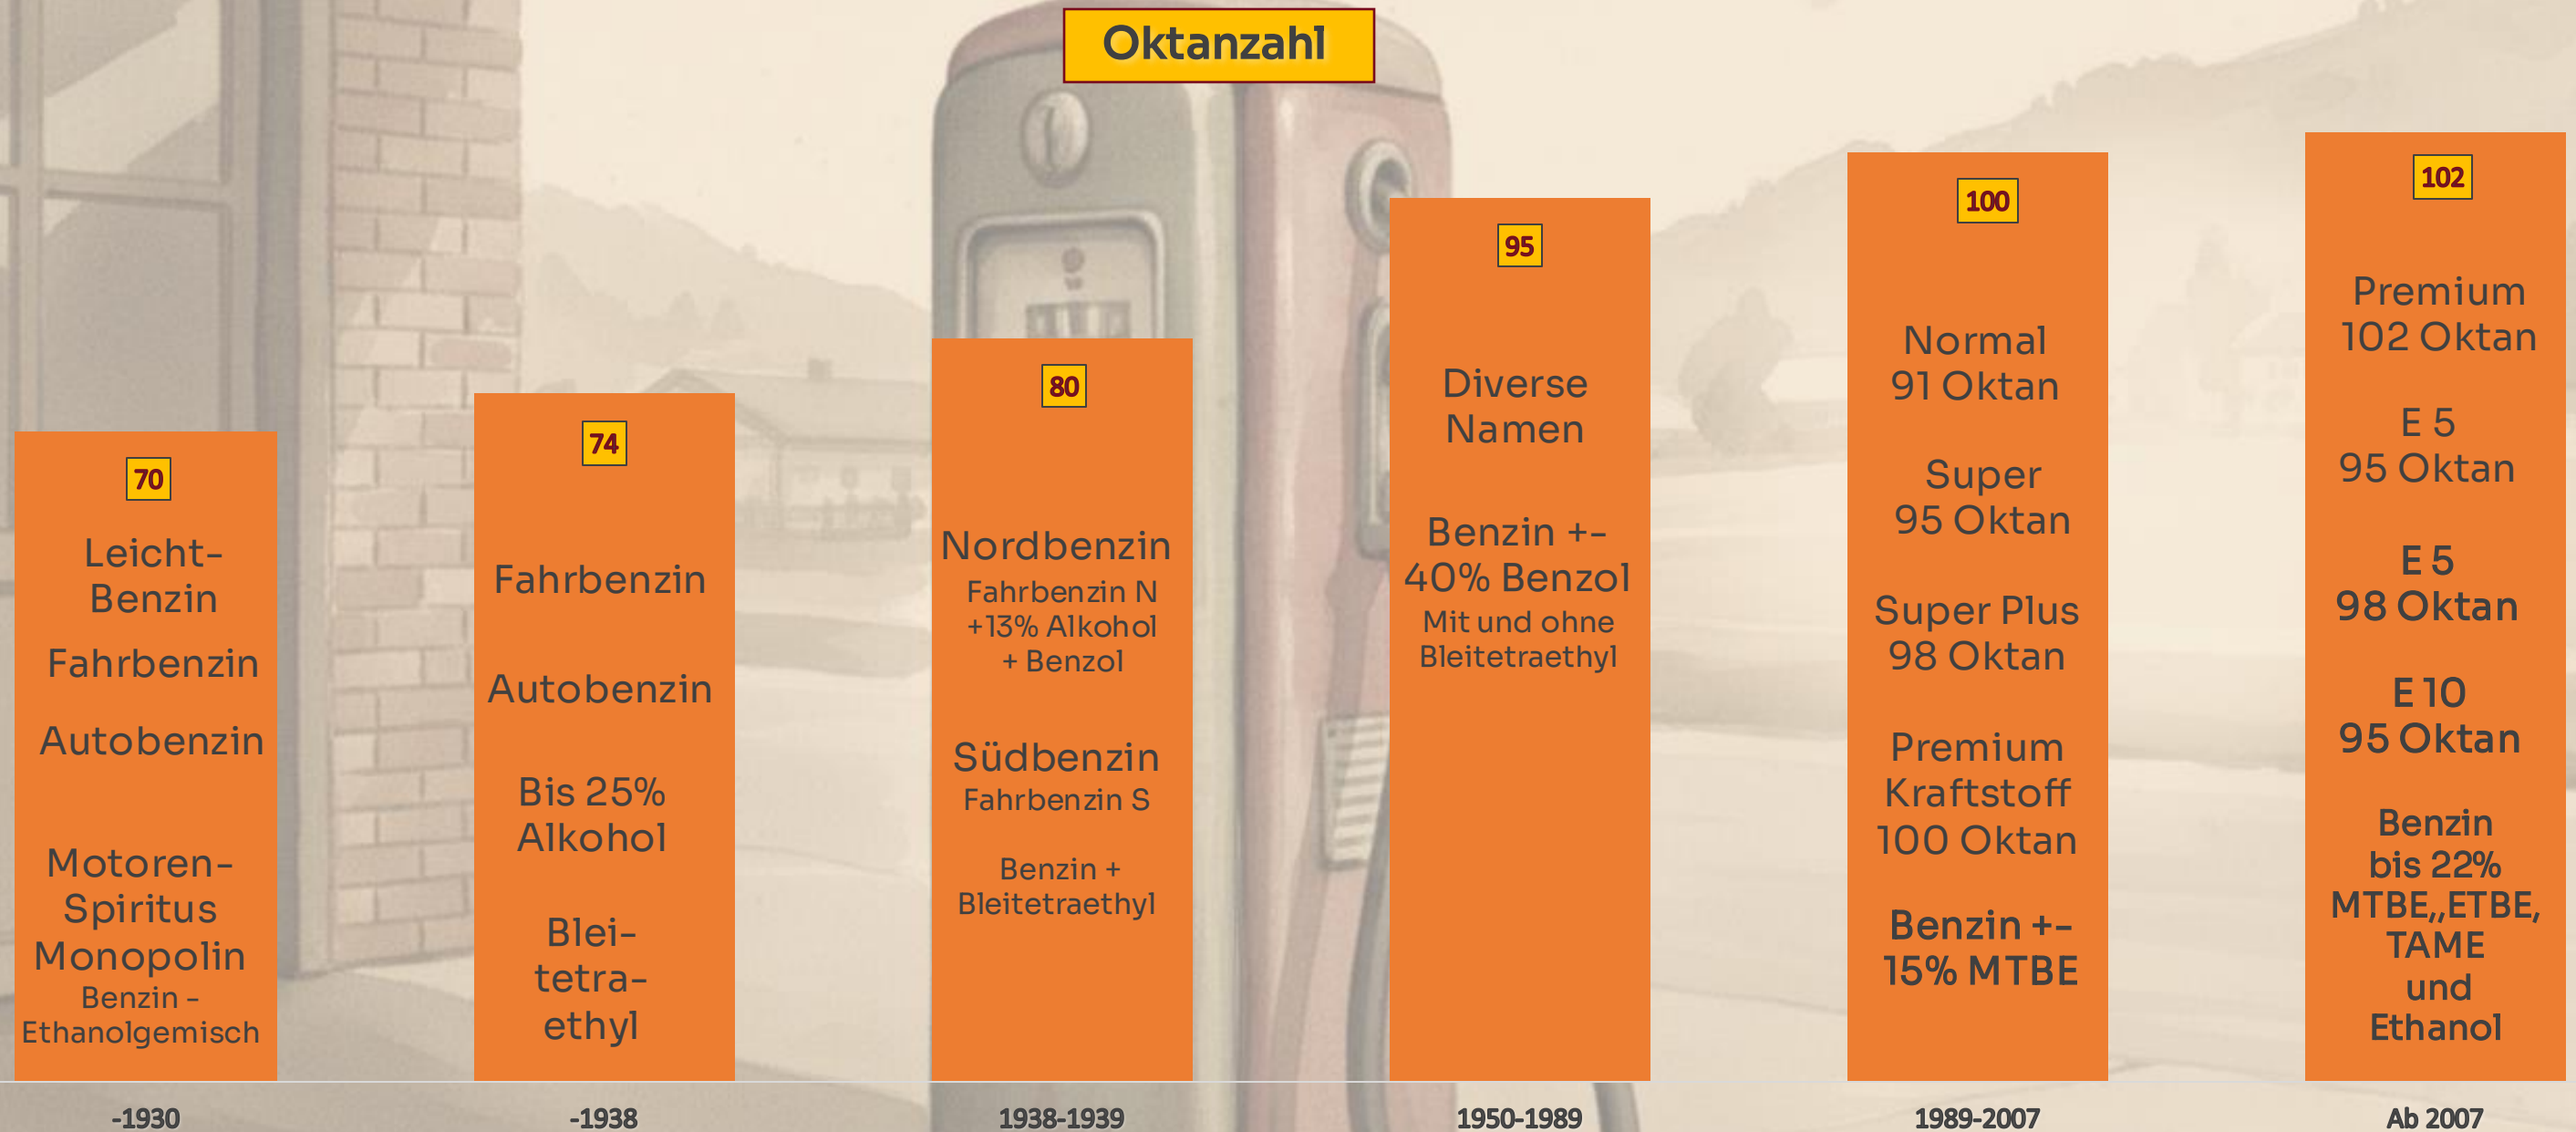 Oktanzahl
70
Leicht-
Benzin
Fahrbenzin
Autobenzin
Motoren-
Spiritus
Monopolin
Benzin -
Ethanolgemisch
-1930
74
Fahrbenzin
Autobenzin
Bis 25%
Alkohol
Blei-
tetra-
ethyl
-1938
80
Nordbenzin
Fahrbenzin N
+13% Alkohol
+ Benzol
Südbenzin
Fahrbenzin S
Benzin +
Bleitetraethyl
1938-1939
95
Diverse
Namen
Benzin +-
40% Benzol
Mit und ohne
Bleitetraethyl
1950-1989
100
Normal
91 Oktan
Super
95 Oktan
Super Plus
98 Oktan
Premium
Kraftstoff
100 Oktan
Benzin +-
15% MTBE
1989-2007
102
Premium
102 Oktan
E 5
95 Oktan
E 5
98 Oktan
E 10
95 Oktan
Benzin
bis 22%
MTBE,,ETBE,
TAME
und
Ethanol
Ab 2007